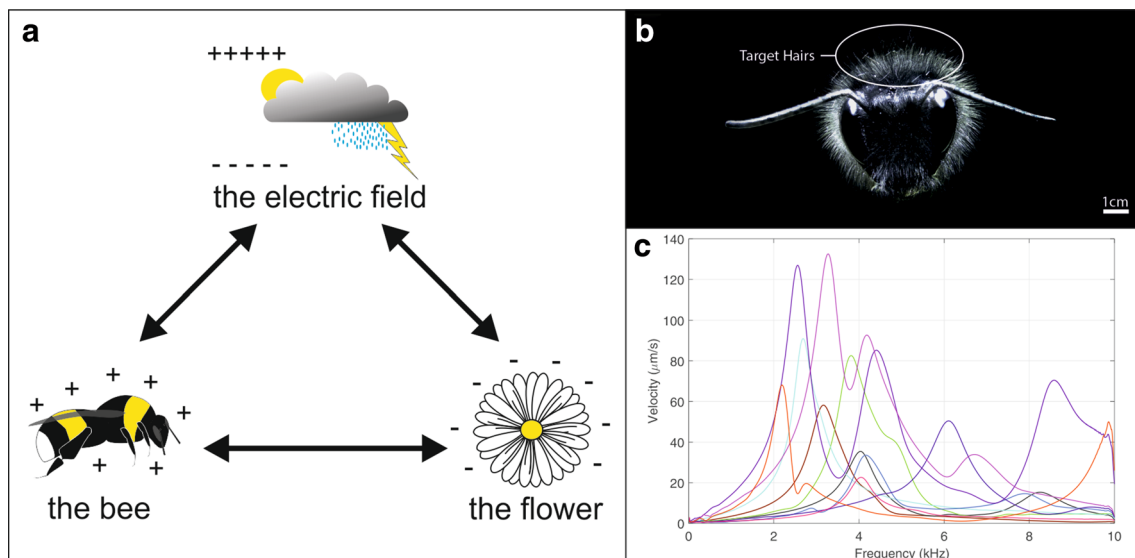 a
+++++
- - - - -
the electric field
+ + + + + + + +
the bee
- - - - - - - - - -
the flower
b
Target Hairs
1cm
c
140
120
100
80
60
40
20
0
Velocity (μm/s)
0 2 4 6 8 10
Frequency (kHz)